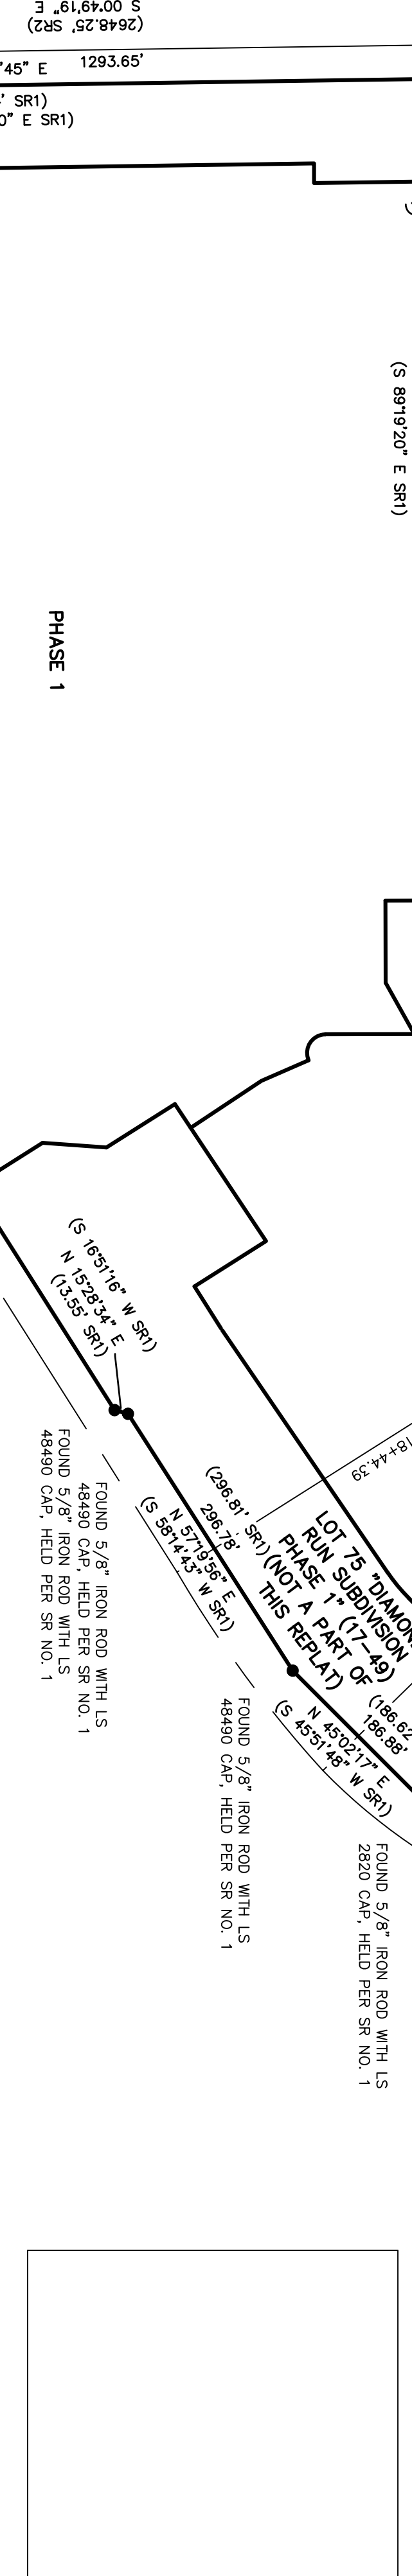 S 00°49'19" E
(2648.25' SR2)
'45" E 1293.65'
' SR1)
0" E SR1)
(S 89°19'20" E SR1)
PHASE 1
(S 16°51'16" W SR1)
N 15°28'34" E
(13.55' SR1)
18+44.39
(296.81' SR1)
296.78'
N 57°19'56" E
(S 58°14'43" W SR1)
LOT 75 "DIAMON
RUN SUBDIVISION
PHASE 1" (17-49)
(NOT A PART OF
THIS REPLAT)
(186.62'
186.88'
N 45°02'17" E
(S 45°51'48" W SR1)
FOUND 5/8" IRON ROD WITH LS
48490 CAP, HELD PER SR NO. 1
FOUND 5/8" IRON ROD WITH LS
48490 CAP, HELD PER SR NO. 1
FOUND 5/8" IRON ROD WITH LS
48490 CAP, HELD PER SR NO. 1
FOUND 5/8" IRON ROD WITH LS
2820 CAP, HELD PER SR NO. 1